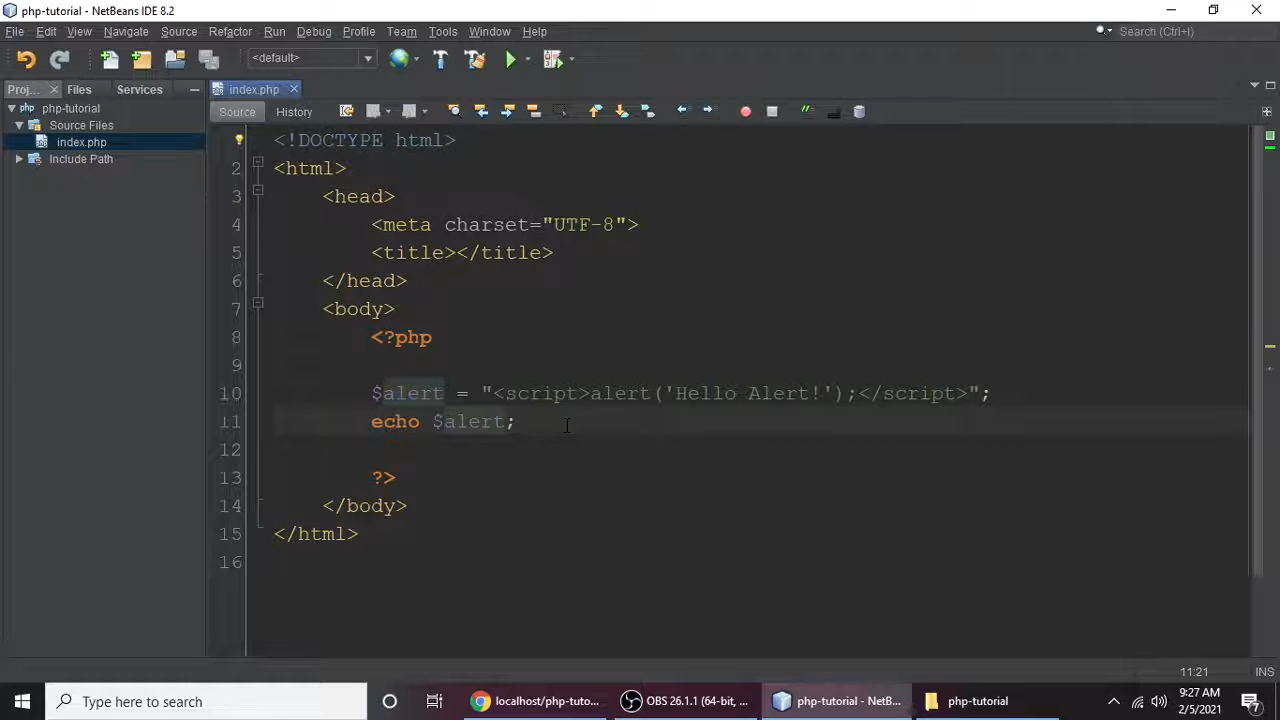 php-tutorial - NetBeans IDE 8.2
File Edit View Navigate Source Refactor Run Debug Profile Team Tools Window Help
Search (Ctrl+I)
<default>
Proj... Files Services
index.php
php-tutorial
Source Files
index.php
Include Path
Source History
<!DOCTYPE html>
2 <html>
3 <head>
4 <meta charset="UTF-8">
5 <title></title>
6 </head>
7 <body>
8 <?php
9
10 $alert = "<script>alert('Hello Alert!');</script>";
11 echo $alert;
12
13 ?>
14 </body>
15 </html>
16
11:21 INS
Type here to search
localhost/php-tuto...
OBS 26.1.1 (64-bit, ...
php-tutorial - NetB...
php-tutorial
9:27 AM
2/5/2021
7